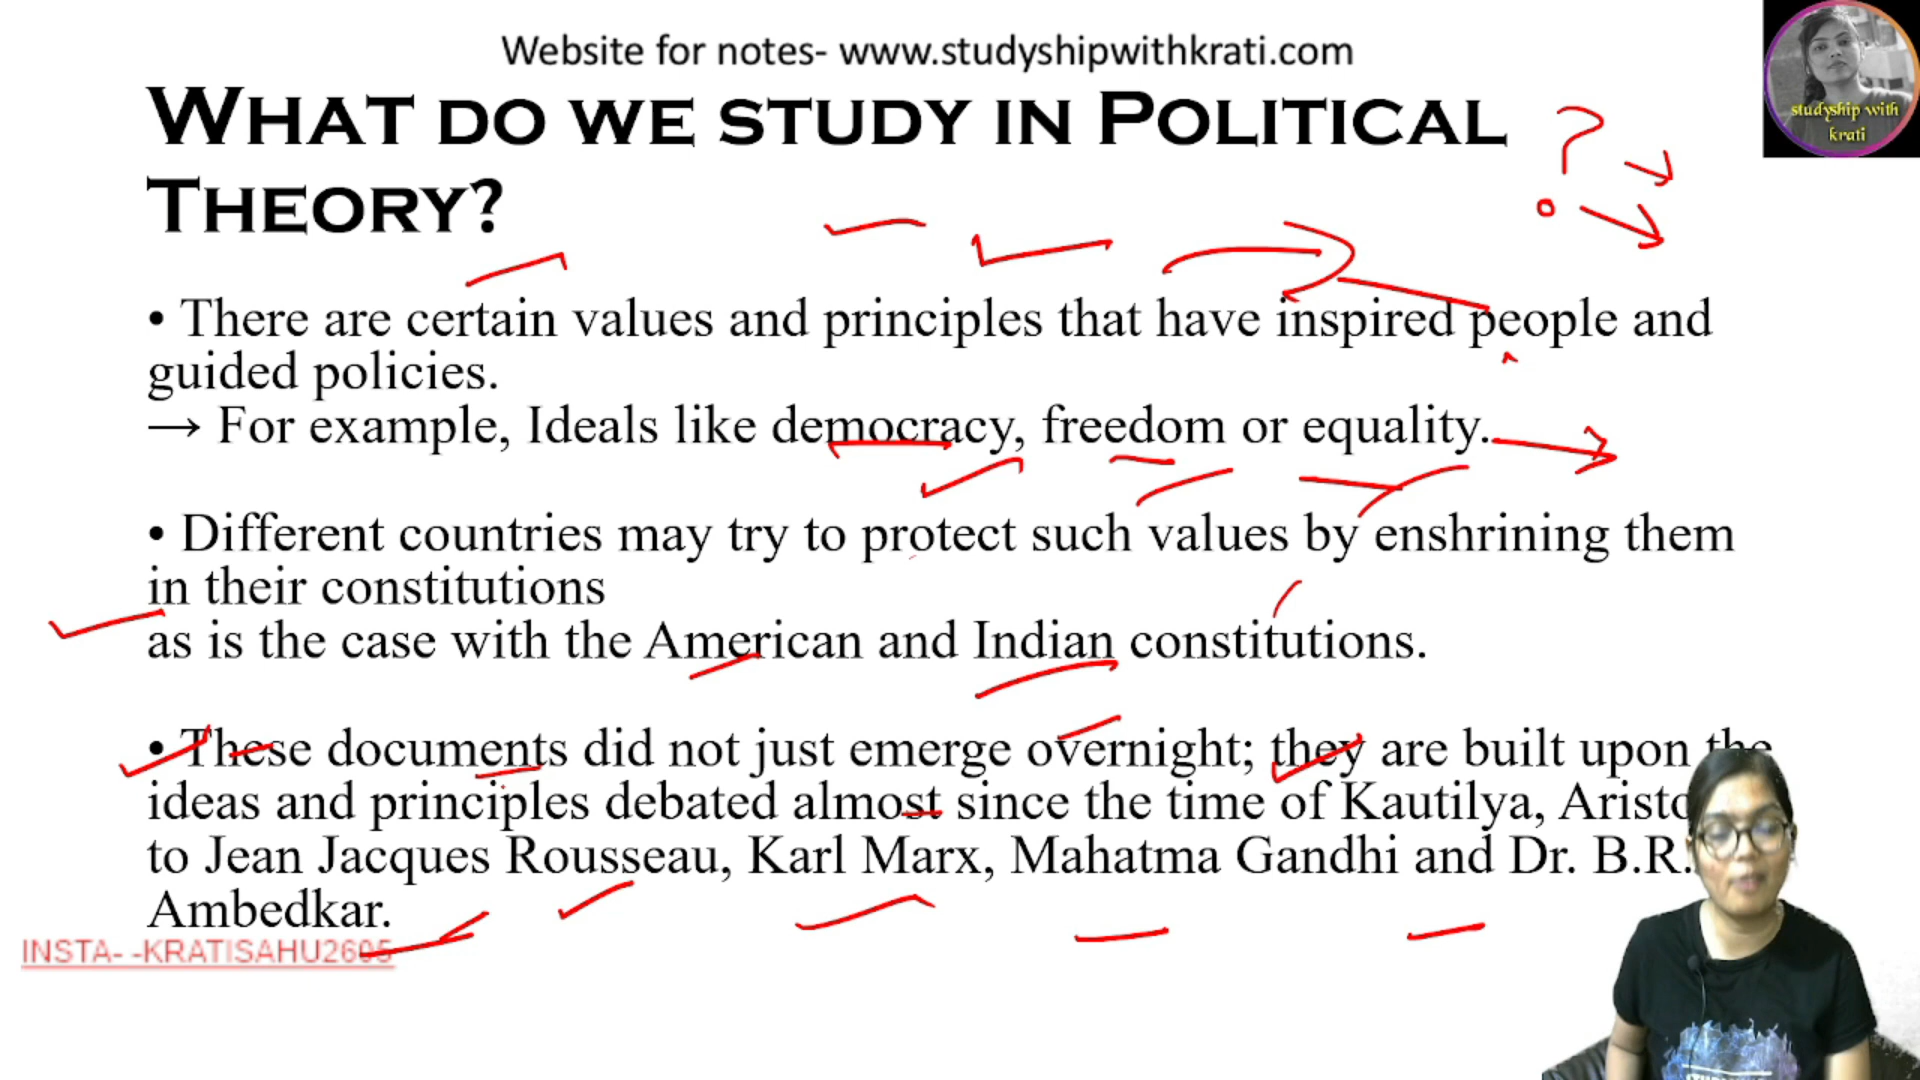 Website for notes- www.studyshipwithkrati.com
studyship with
krati
WHAT DO WE STUDY IN POLITICAL
THEORY?
• There are certain values and principles that have inspired people and
guided policies.
→ For example, Ideals like democracy, freedom or equality.
• Different countries may try to protect such values by enshrining them
in their constitutions
as is the case with the American and Indian constitutions.
• These documents did not just emerge overnight; they are built upon the
ideas and principles debated almost since the time of Kautilya,
to Jean Jacques Rousseau, Karl Marx, Mahatma Gandhi and Dr. B.R.
Ambedkar.
INSTA- -KRATISAHU2605